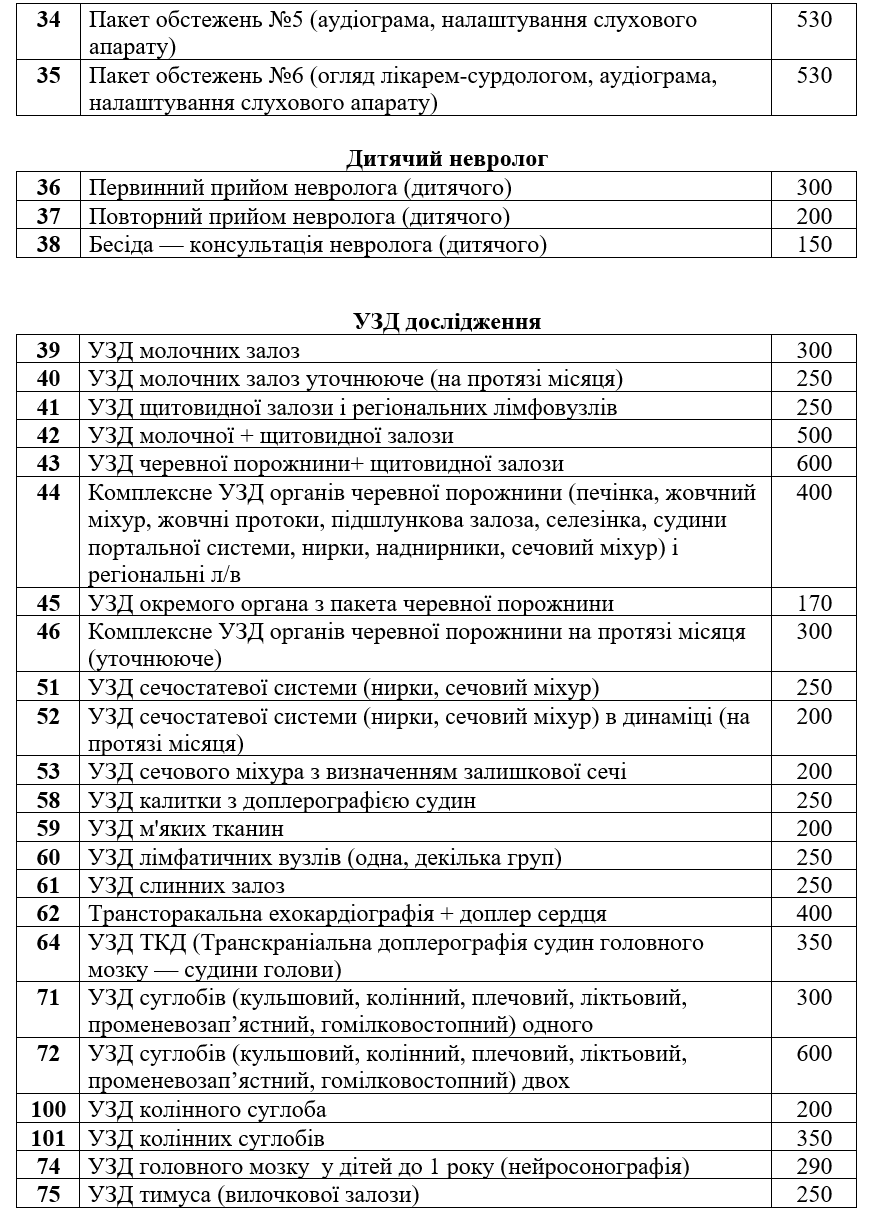 34 Пакет обстежень №5 (аудіограма, налаштування слухового 530
апарату)
35 Пакет обстежень №6 (огляд лікарем-сурдологом, аудіограма, 530
налаштування слухового апарату)
Дитячий невролог
36 Первинний прийом невролога (дитячого) 300
37 Повторний прийом невролога (дитячого) 200
38 Бесіда — консультація невролога (дитячого) 150
УЗД дослідження
39 УЗД молочних залоз 300
40 УЗД молочних залоз уточнююче (на протязі місяця) 250
41 УЗД щитовидної залози і регіональних лімфовузлів 250
42 УЗД молочної + щитовидної залози 500
43 УЗД черевної порожнини+ щитовидної залози 600
44 Комплексне УЗД органів черевної порожнини (печінка, жовчний 400
міхур, жовчні протоки, підшлункова залоза, селезінка, судини
портальної системи, нирки, наднирники, сечовий міхур) і
регіональні л/в
45 УЗД окремого органа з пакета черевної порожнини 170
46 Комплексне УЗД органів черевної порожнини на протязі місяця 300
(уточнююче)
51 УЗД сечостатевої системи (нирки, сечовий міхур) 250
52 УЗД сечостатевої системи (нирки, сечовий міхур) в динаміці (на 200
протязі місяця)
53 УЗД сечового міхура з визначенням залишкової сечі 200
58 УЗД калитки з доплерографією судин 250
59 УЗД м'яких тканин 200
60 УЗД лімфатичних вузлів (одна, декілька груп) 250
61 УЗД слинних залоз 250
62 Трансторакальна ехокардіографія + доплер сердця 400
64 УЗД ТКД (Транскраніальна доплерографія судин головного 350
мозку — судини голови)
71 УЗД суглобів (кульшовий, колінний, плечовий, ліктьовий, 300
променевозап’ястний, гомілковостопний) одного
72 УЗД суглобів (кульшовий, колінний, плечовий, ліктьовий, 600
променевозап’ястний, гомілковостопний) двох
100 УЗД колінного суглоба 200
101 УЗД колінних суглобів 350
74 УЗД головного мозку у дітей до 1 року (нейросонографія) 290
75 УЗД тимуса (вилочкової залози) 250